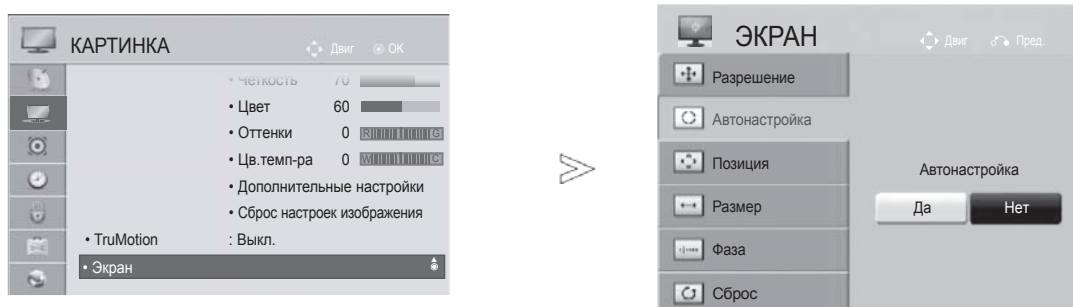 КАРТИНКА
Двиг OK
• Четкость 70
• Цвет 60
• Оттенки 0 R G
• Цв.темп-ра 0 W C
• Дополнительные настройки
• Сброс настроек изображения
• TruMotion : Выкл.
• Экран
ЭКРАН
Двиг Пред.
Разрешение
Автонастройка
Позиция
Размер
Фаза
Сброс
Автонастройка
Да Нет